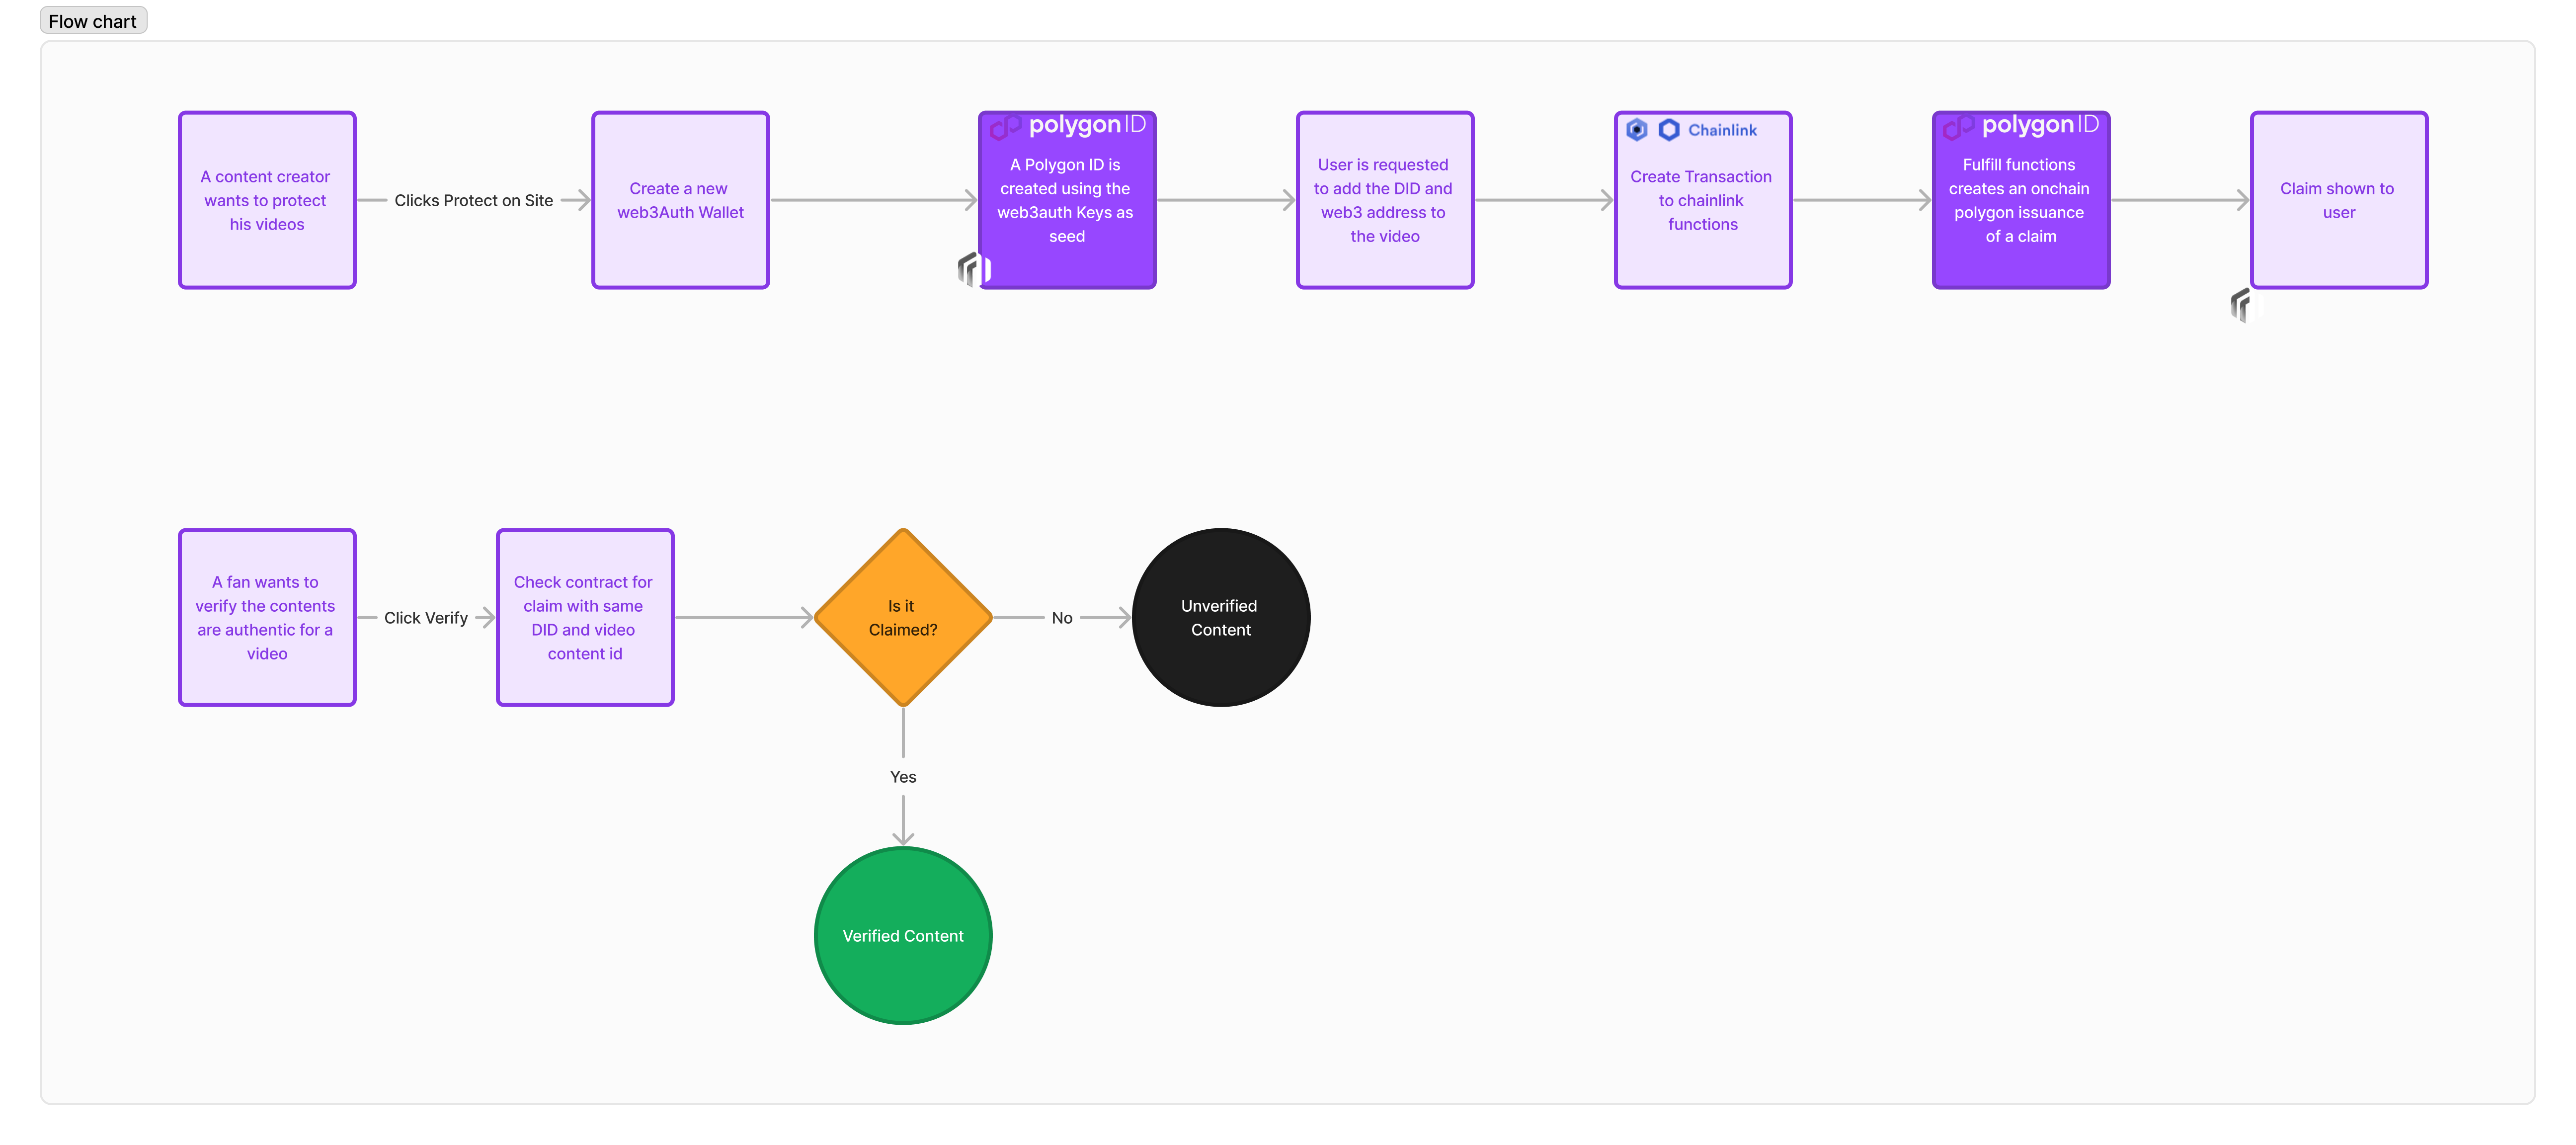 Flow chart
A content creator
wants to protect
his videos
Clicks Protect on Site
Create a new
web3Auth Wallet
polygon ID
A Polygon ID is
created using the
web3auth Keys as
seed
User is requested
to add the DID and
web3 address to
the video
Chainlink
Create Transaction
to chainlink
functions
polygon ID
Fulfill functions
creates an onchain
polygon issuance
of a claim
Claim shown to
user
A fan wants to
verify the contents
are authentic for a
video
Click Verify
Check contract for
claim with same
DID and video
content id
Is it
Claimed?
No
Unverified
Content
Yes
Verified Content